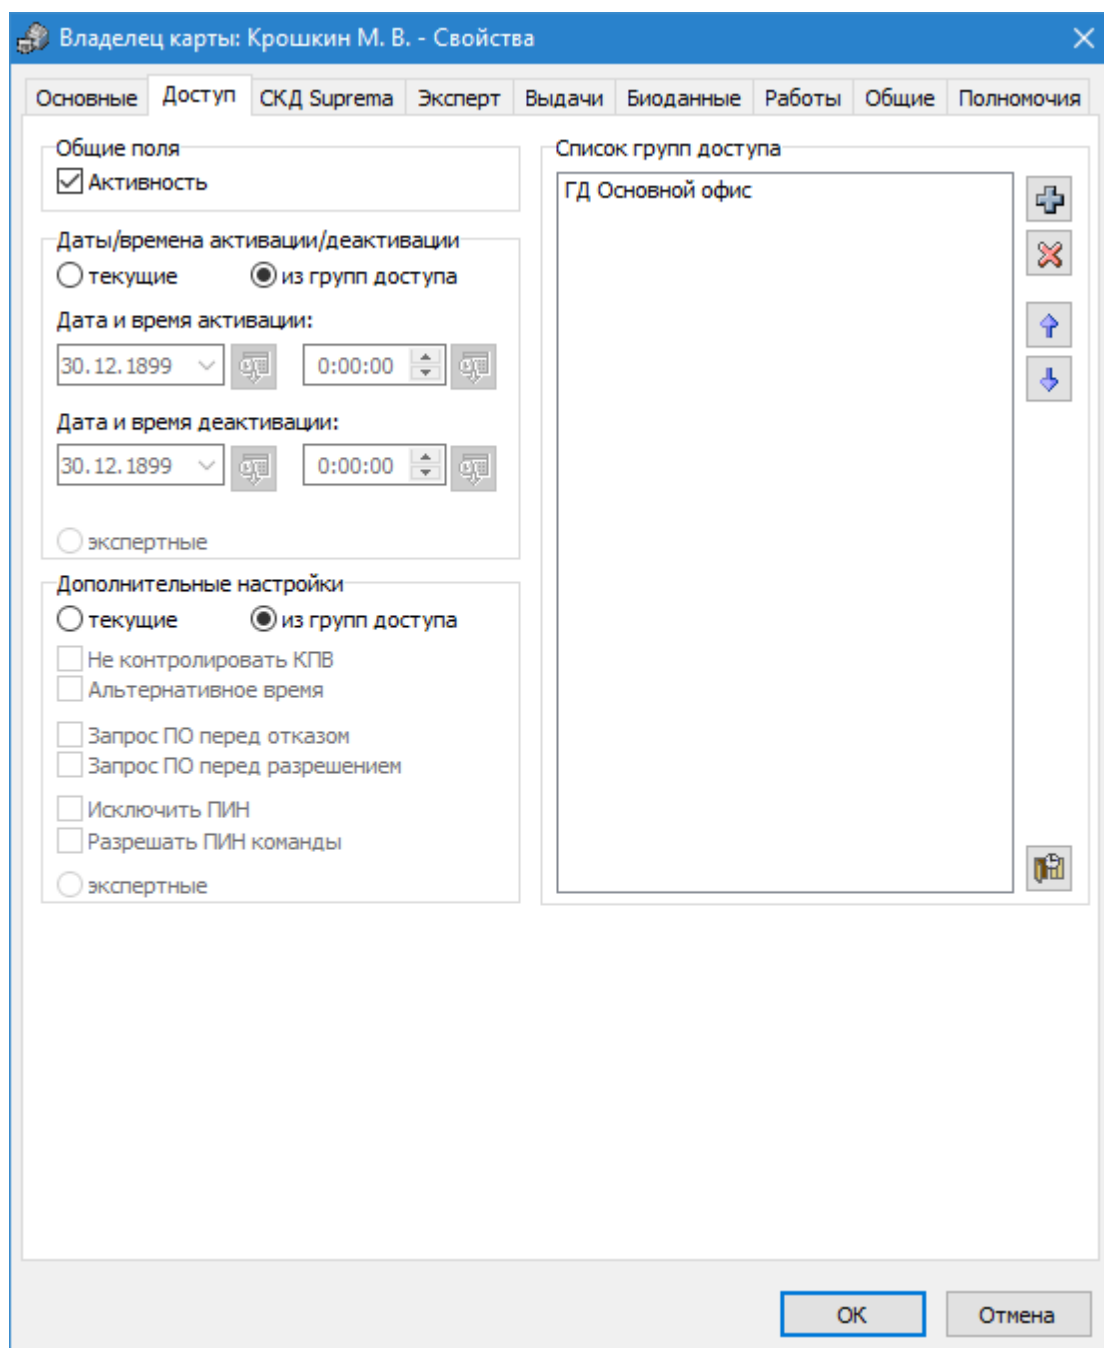 Владелец карты: Крошкин М. В. - Свойства
Основные Доступ СКД Suprema Эксперт Выдачи Биоданные Работы Общие Полномочия
Общие поля
Активность
Даты/времена активации/деактивации
текущие из групп доступа
Дата и время активации:
30.12.1899 0:00:00
Дата и время деактивации:
30.12.1899 0:00:00
экспертные
Дополнительные настройки
текущие из групп доступа
Не контролировать КПВ
Альтернативное время
Запрос ПО перед отказом
Запрос ПО перед разрешением
Исключить ПИН
Разрешать ПИН команды
экспертные
Список групп доступа
ГД Основной офис
ОК Отмена